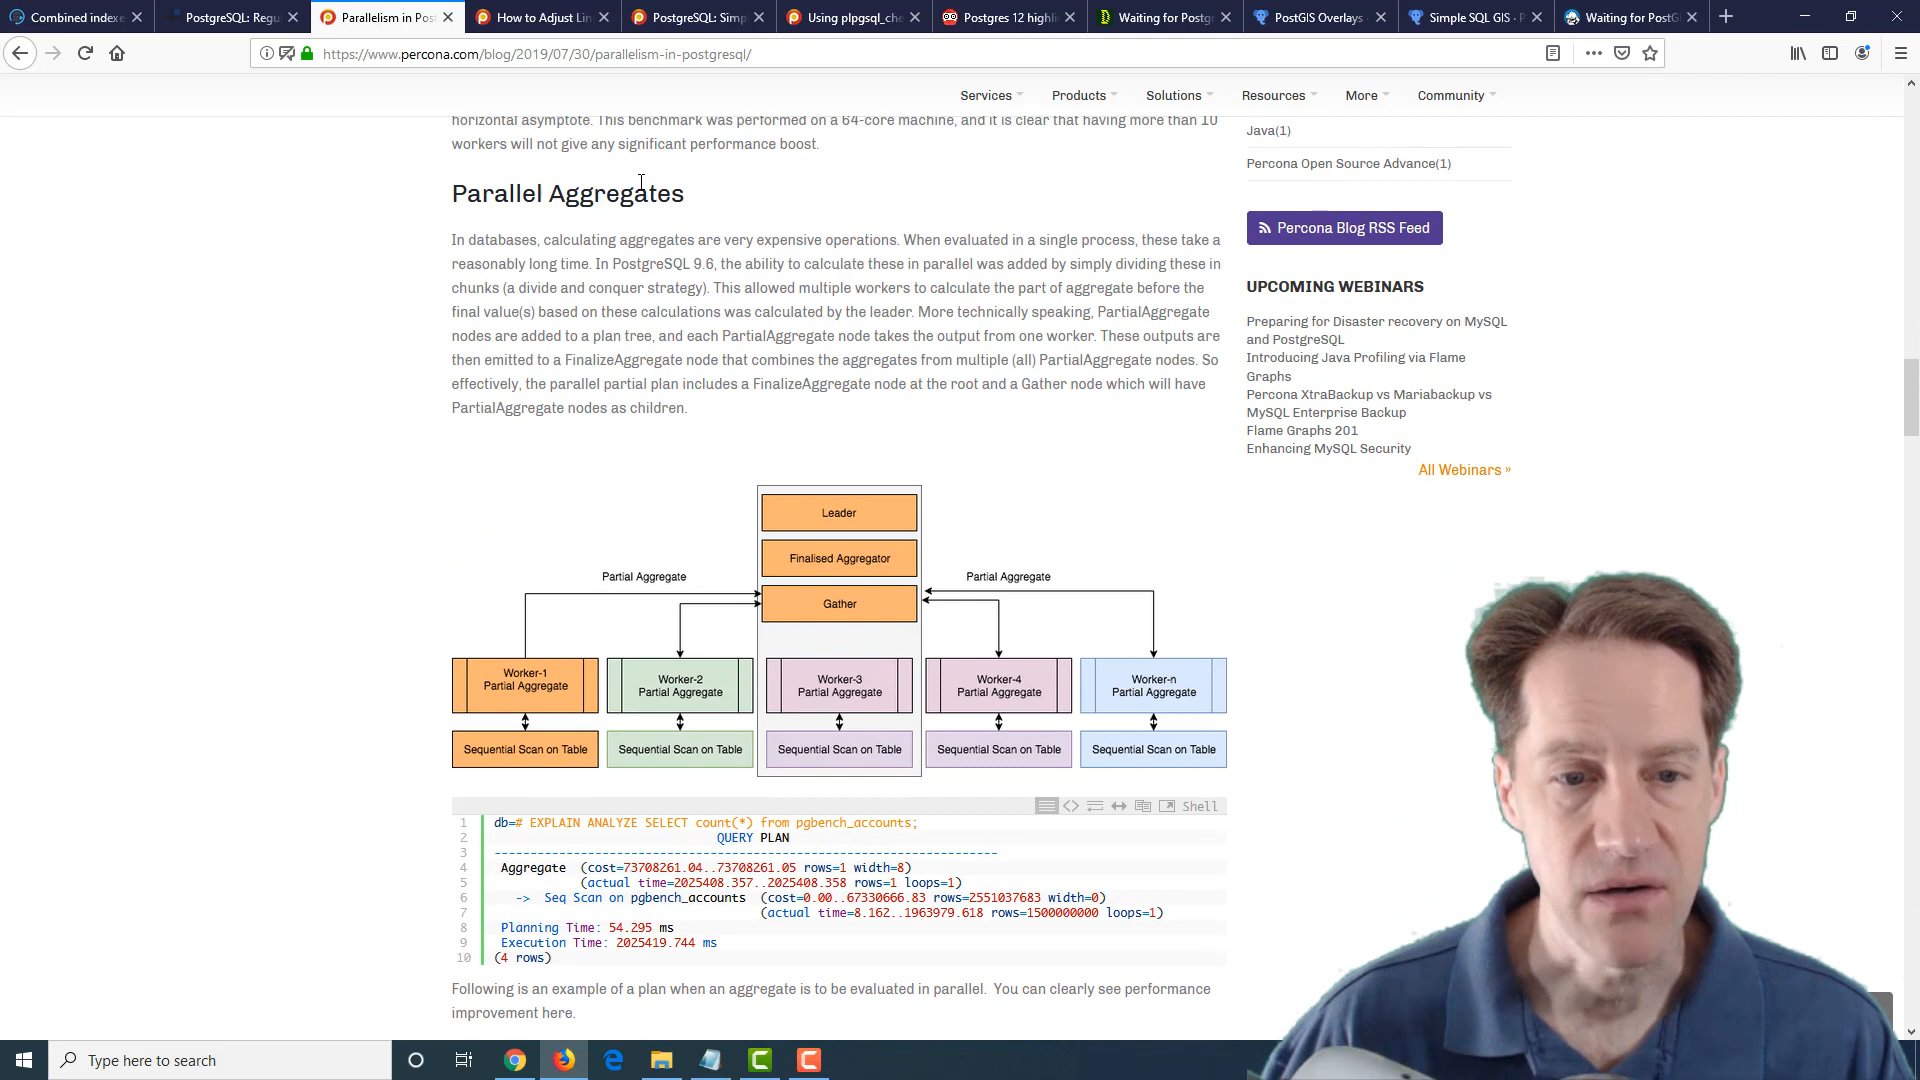 Combined indexe
PostgreSQL: Regu
Parallelism in Pos
How to Adjust Lin
PostgreSQL: Simp
Using plpgsql_che
Postgres 12 highli
Waiting for Postgr
PostGIS Overlays
Simple SQL GIS · P
Waiting for PostG
https://www.percona.com/blog/2019/07/30/parallelism-in-postgresql/
Services
Products
Solutions
Resources
More
Community
horizontal asymptote. This benchmark was performed on a 64-core machine, and it is clear that having more than 10
workers will not give any significant performance boost.
Parallel Aggregates
In databases, calculating aggregates are very expensive operations. When evaluated in a single process, these take a
reasonably long time. In PostgreSQL 9.6, the ability to calculate these in parallel was added by simply dividing these in
chunks (a divide and conquer strategy). This allowed multiple workers to calculate the part of aggregate before the
final value(s) based on these calculations was calculated by the leader. More technically speaking, PartialAggregate
nodes are added to a plan tree, and each PartialAggregate node takes the output from one worker. These outputs are
then emitted to a FinalizeAggregate node that combines the aggregates from multiple (all) PartialAggregate nodes. So
effectively, the parallel partial plan includes a FinalizeAggregate node at the root and a Gather node which will have
PartialAggregate nodes as children.
Java(1)
Percona Open Source Advance(1)
Percona Blog RSS Feed
UPCOMING WEBINARS
Preparing for Disaster recovery on MySQL
and PostgreSQL
Introducing Java Profiling via Flame
Graphs
Percona XtraBackup vs Mariabackup vs
MySQL Enterprise Backup
Flame Graphs 201
Enhancing MySQL Security
All Webinars »
Leader
Finalised Aggregator
Gather
Partial Aggregate
Partial Aggregate
Worker-1
Partial Aggregate
Worker-2
Partial Aggregate
Worker-3
Partial Aggregate
Worker-4
Partial Aggregate
Worker-n
Partial Aggregate
Sequential Scan on Table
Sequential Scan on Table
Sequential Scan on Table
Sequential Scan on Table
Sequential Scan on Table
Shell
1 db=# EXPLAIN ANALYZE SELECT count(*) from pgbench_accounts;
2 QUERY PLAN
3 ---------------------------------------------------------------------
4 Aggregate (cost=73708261.04..73708261.05 rows=1 width=8)
5 (actual time=2025408.357..2025408.358 rows=1 loops=1)
6 -> Seq Scan on pgbench_accounts (cost=0.00..67330666.83 rows=2551037683 width=0)
7 (actual time=8.162..1963979.618 rows=1500000000 loops=1)
8 Planning Time: 54.295 ms
9 Execution Time: 2025419.744 ms
10 (4 rows)
Following is an example of a plan when an aggregate is to be evaluated in parallel. You can clearly see performance
improvement here.
Type here to search